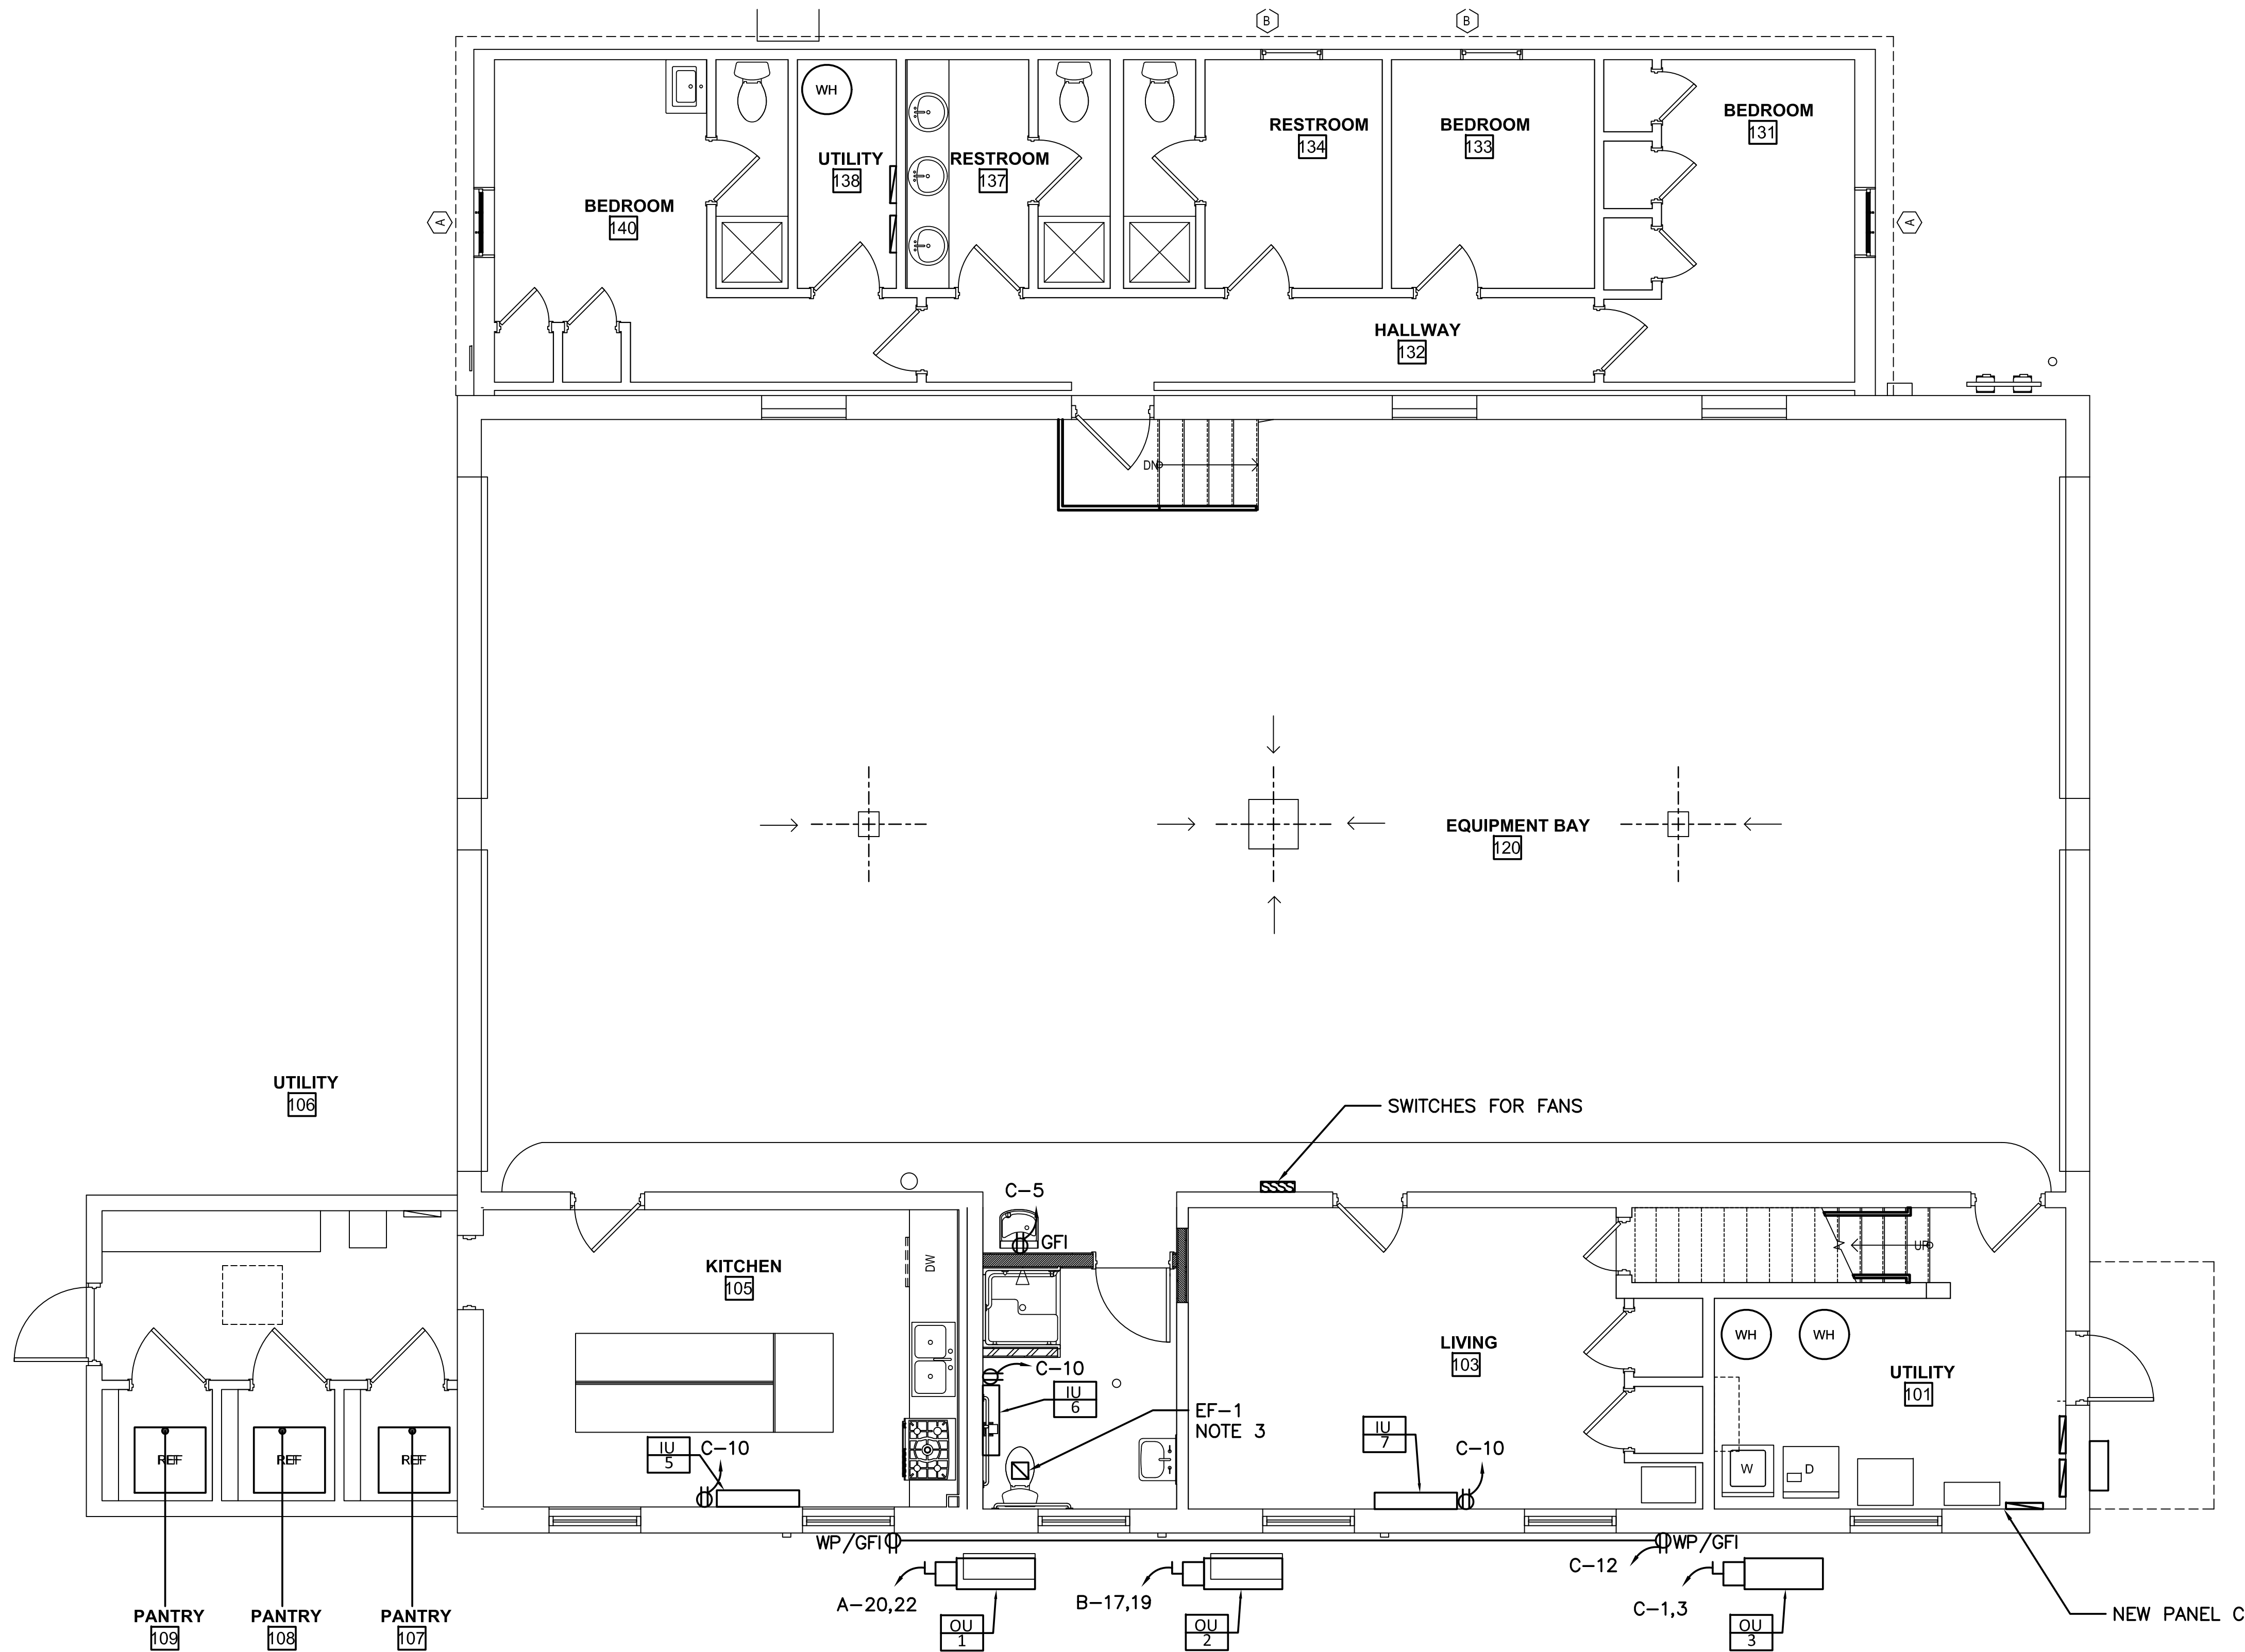 B
B
BEDROOM
131
RESTROOM
134
BEDROOM
133
WH
UTILITY
138
RESTROOM
137
BEDROOM
140
A
A
HALLWAY
132
DN
EQUIPMENT BAY
120
UTILITY
106
SWITCHES FOR FANS
C-5
GFI
KITCHEN
105
DW
UP
WH
WH
LIVING
103
UTILITY
101
C-10
IU
6
EF-1
NOTE 3
IU
7
C-10
IU
5
C-10
REF
REF
REF
W
D
WP/GFI
WP/GFI
C-12
A-20,22
B-17,19
C-1,3
OU
1
OU
2
OU
3
NEW PANEL C
PANTRY
109
PANTRY
108
PANTRY
107